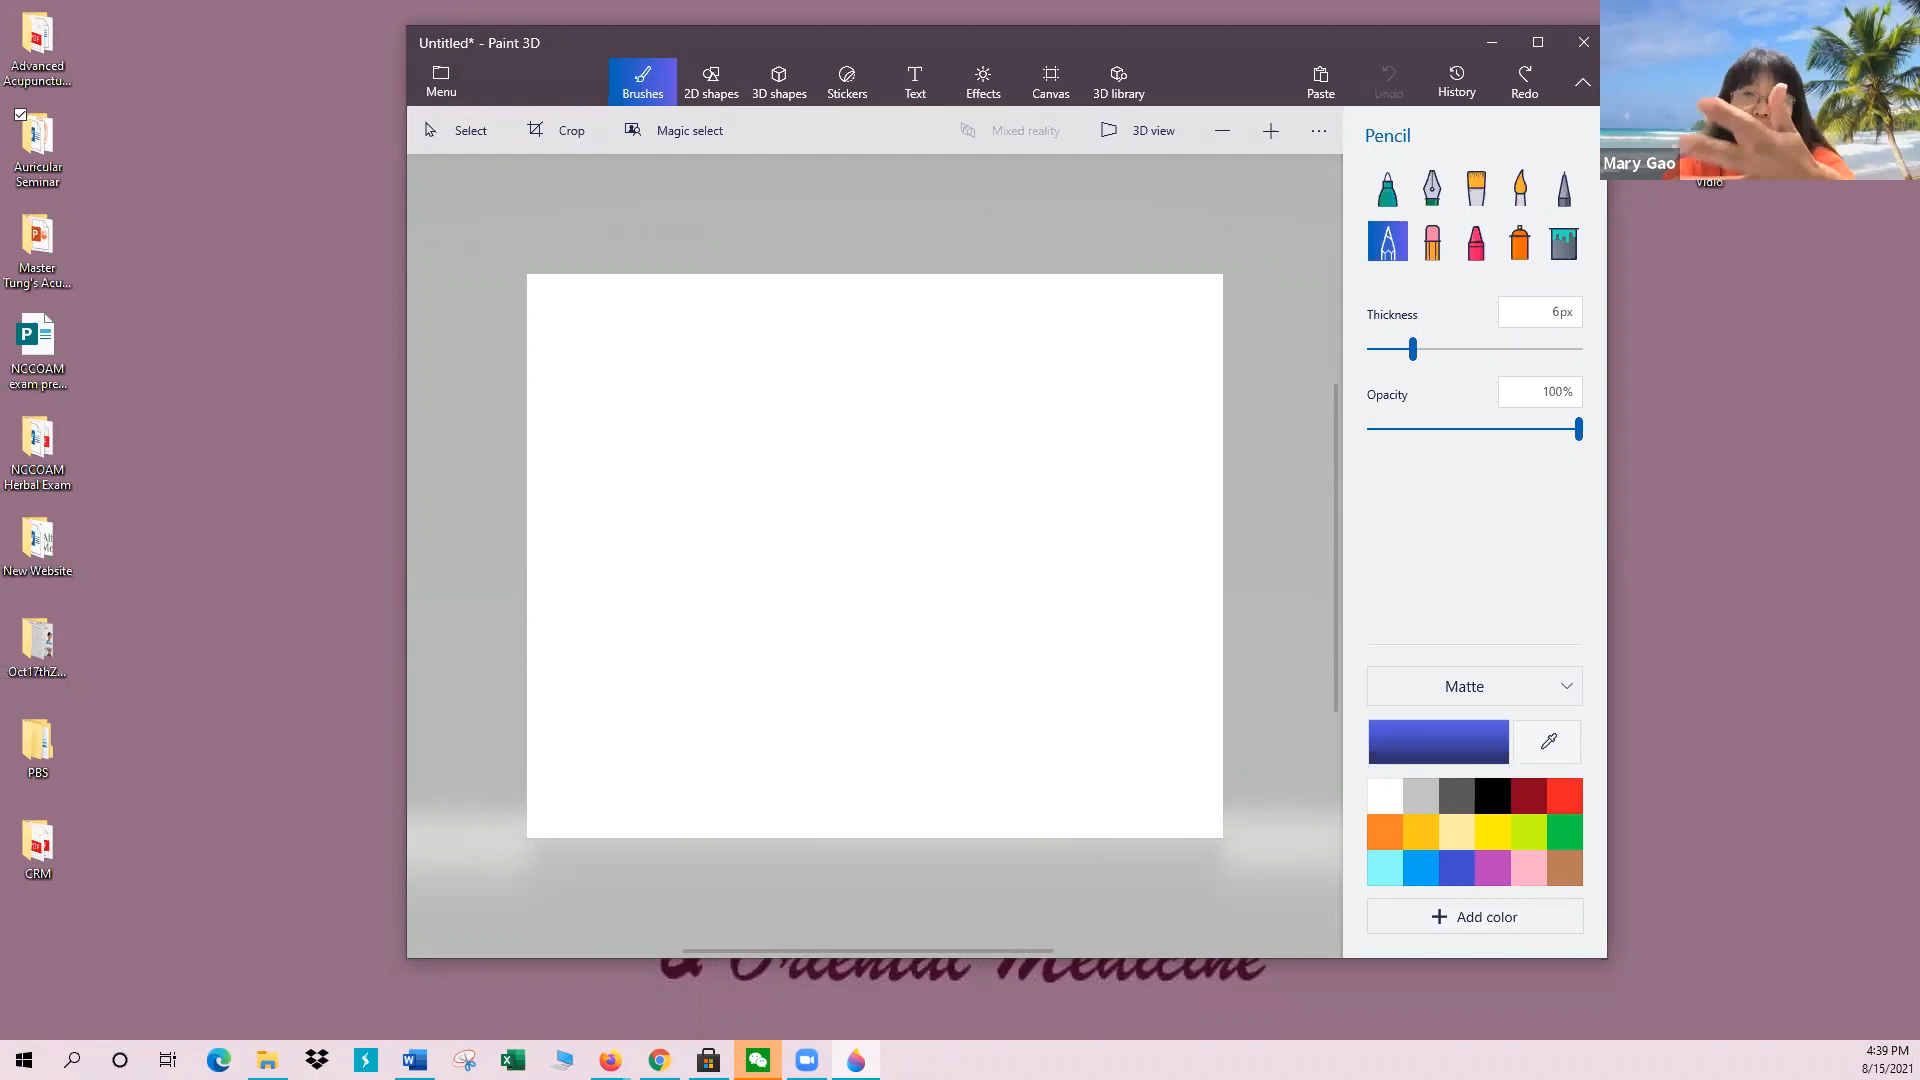 Untitled* - Paint 3D
Menu
Brushes
2D shapes
3D shapes
Stickers
Text
Effects
Canvas
3D library
Paste
Undo
History
Redo
Select
Crop
Magic select
Mixed reality
3D view
Pencil
Thickness
6px
Opacity
100%
Matte
Add color
Mary Gao
Advanced
Acupunctu...
Auricular
Seminar
Master
Tung's Acu...
NCCOAM
exam pre...
NCCOAM
Herbal Exam
New Website
Oct17thZ...
PBS
CRM
& Oriental Medicine
4:39 PM
8/15/2021